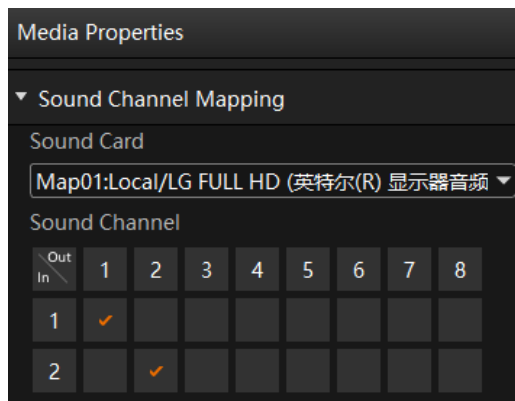 Media Properties
Sound Channel Mapping
Sound Card
Map01:Local/LG FULL HD (英特尔(R) 显示器音频
Sound Channel
Out
In 1 2 3 4 5 6 7 8
1
2